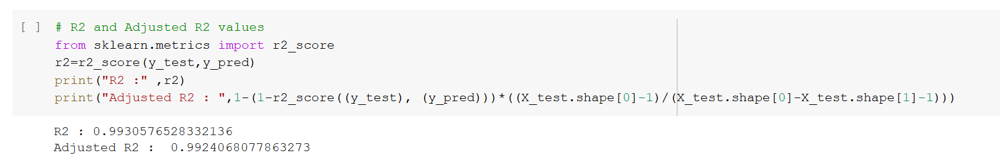 [ ] # R2 and Adjusted R2 values
from sklearn.metrics import r2_score
r2=r2_score(y_test,y_pred)
print("R2 :" ,r2)
print("Adjusted R2 : ",1-(1-r2_score((y_test), (y_pred)))*((X_test.shape[0]-1)/(X_test.shape[0]-X_test.shape[1]-1)))
R2 : 0.9930576528332136
Adjusted R2 :  0.9924068077863273